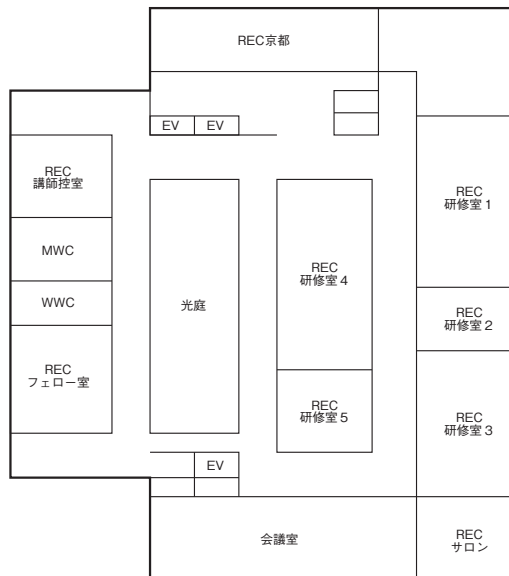 REC京都
EV
EV
REC
講師控室
MWC
WWC
REC
フェロー室
光庭
REC
研修室4
REC
研修室5
REC
研修室1
REC
研修室2
REC
研修室3
EV
会議室
REC
サロン